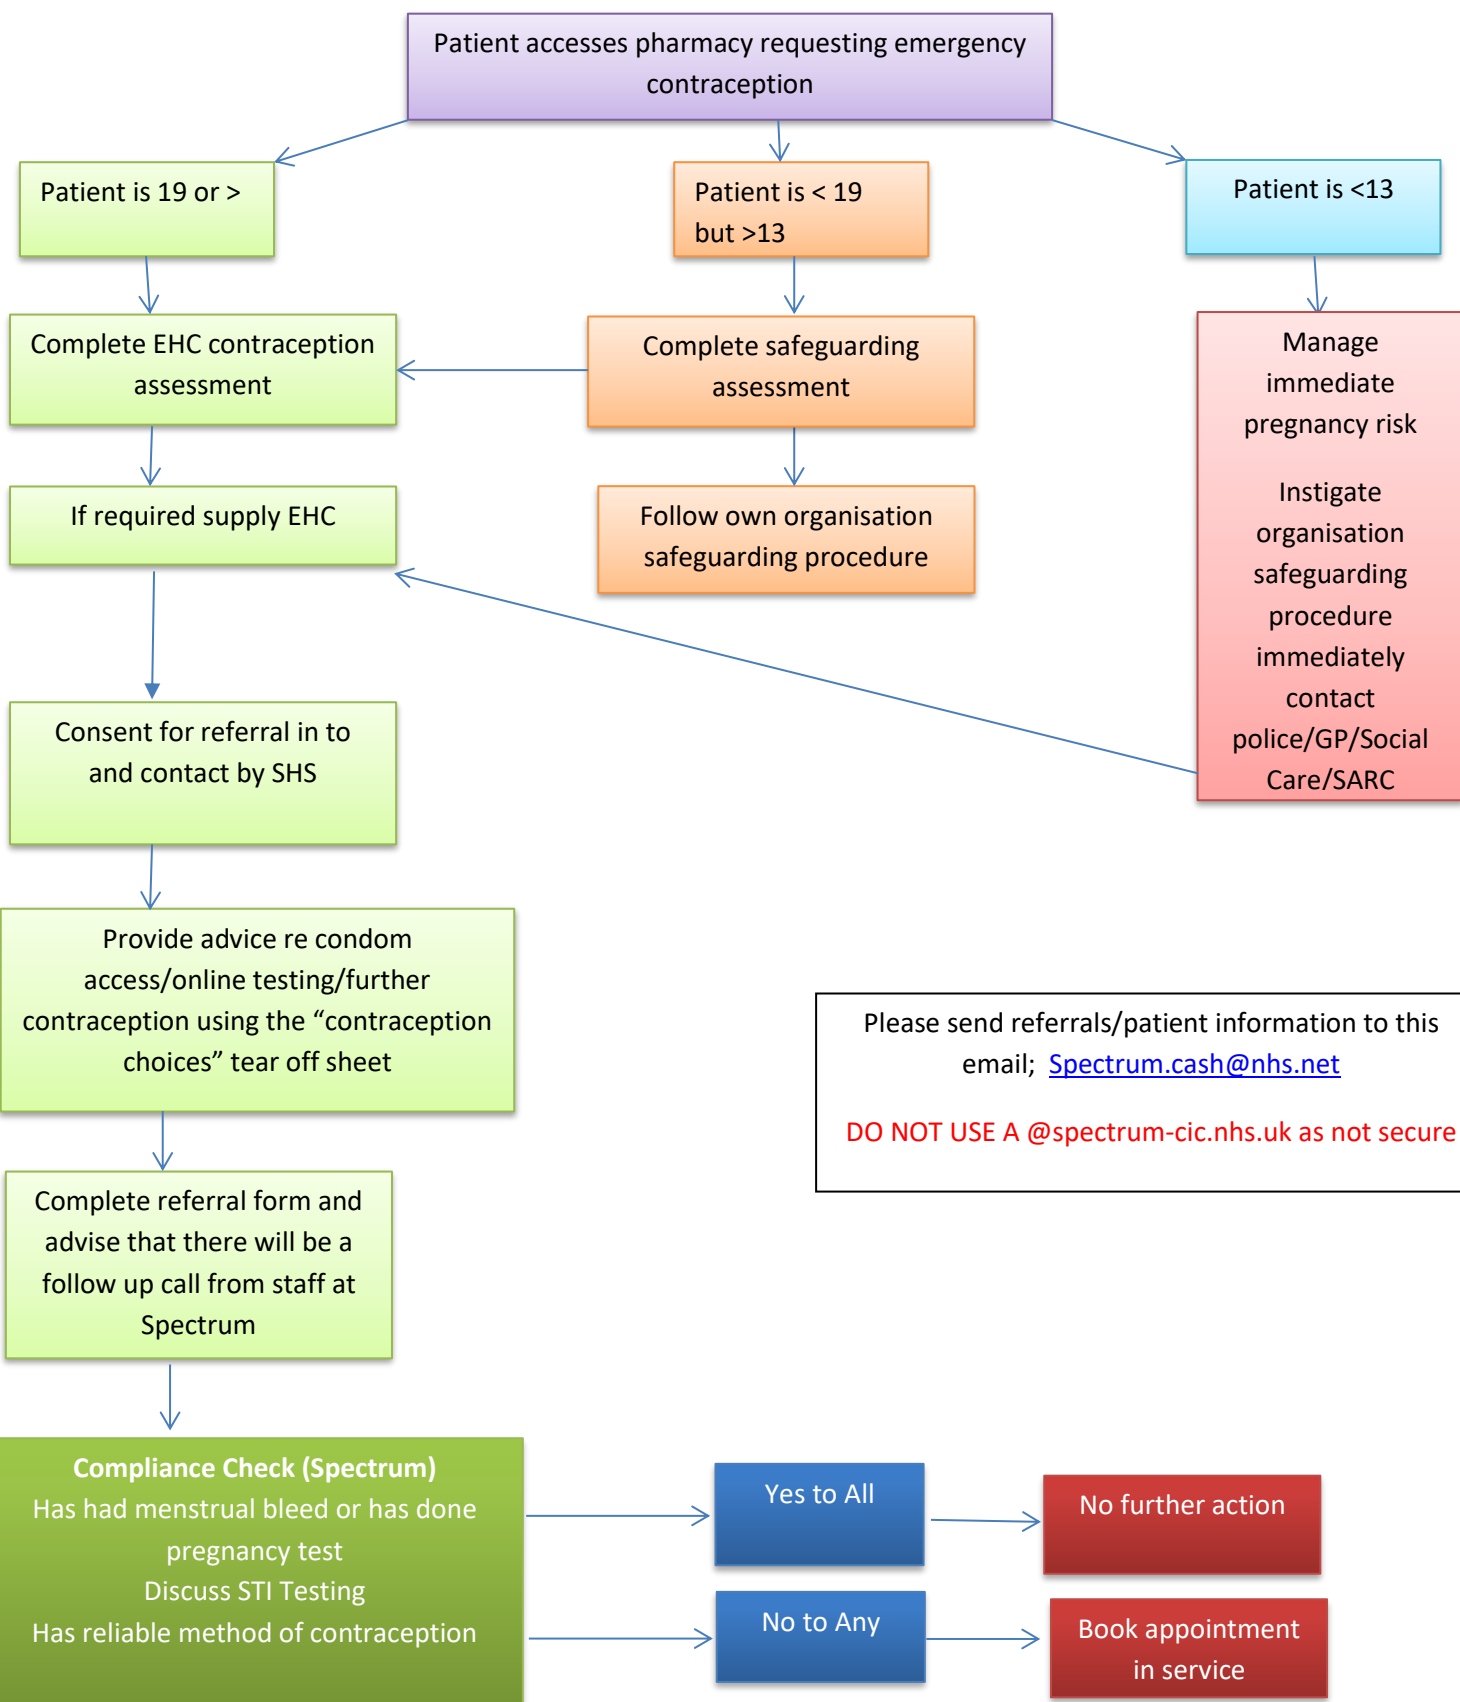 Patient accesses pharmacy requesting emergency
contraception
Patient is 19 or >
Patient is < 19
but >13
Patient is <13
Complete EHC contraception
assessment
Complete safeguarding
assessment
Manage
immediate
pregnancy risk
Instigate
organisation
safeguarding
procedure
immediately
contact
police/GP/Social
Care/SARC
If required supply EHC
Follow own organisation
safeguarding procedure
Consent for referral in to
and contact by SHS
Provide advice re condom
access/online testing/further
contraception using the “contraception
choices” tear off sheet
Please send referrals/patient information to this
email;  Spectrum.cash@nhs.net
DO NOT USE A @spectrum-cic.nhs.uk as not secure
Complete referral form and
advise that there will be a
follow up call from staff at
Spectrum
Compliance Check (Spectrum)
Has had menstrual bleed or has done
pregnancy test
Discuss STI Testing
Has reliable method of contraception
Yes to All
No further action
No to Any
Book appointment
in service